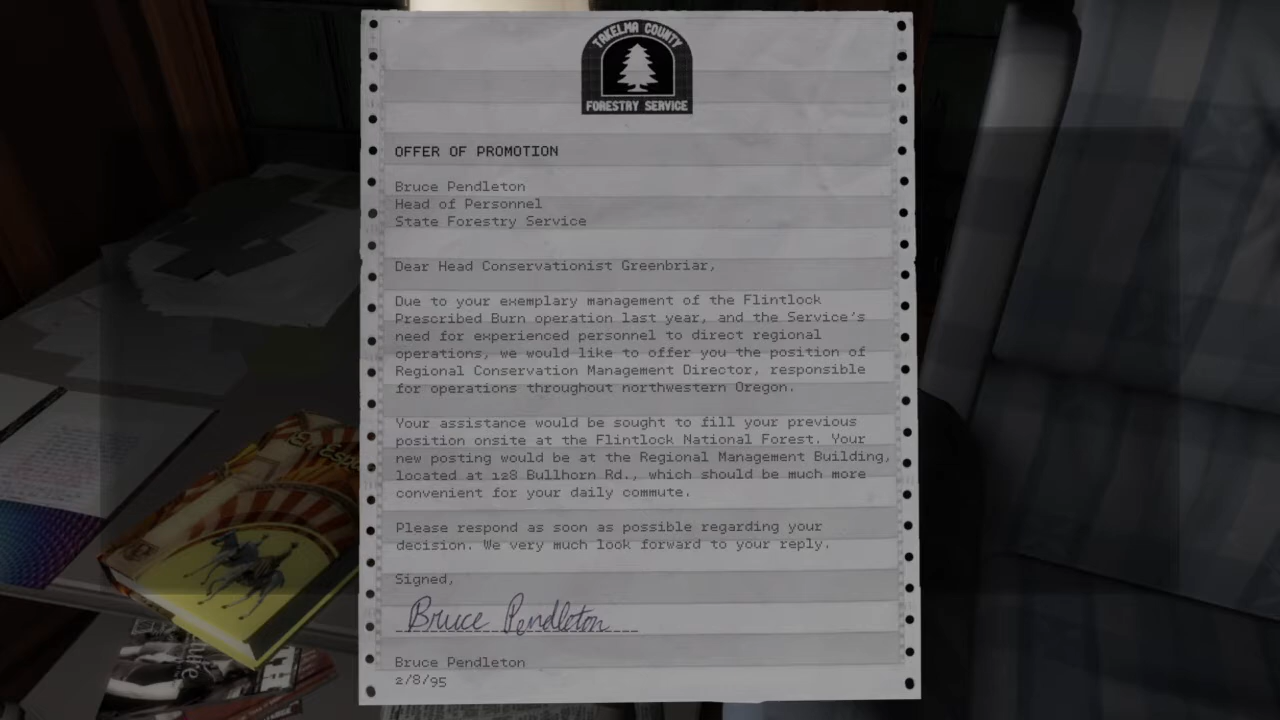 TAKELMA COUNTY
FORESTRY SERVICE
OFFER OF PROMOTION
Bruce Pendleton
Head of Personnel
State Forestry Service
Dear Head Conservationist Greenbriar,
Due to your exemplary management of the Flintlock
Prescribed Burn operation last year, and the Service's
need for experienced personnel to direct regional
operations, we would like to offer you the position of
Regional Conservation Management Director, responsible
for operations throughout northwestern Oregon.
Your assistance would be sought to fill your previous
position onsite at the Flintlock National Forest. Your
new posting would be at the Regional Management Building,
located at 128 Bullhorn Rd., which should be much more
convenient for your daily commute.
Please respond as soon as possible regarding your
decision. We very much look forward to your reply.
Signed,
Bruce Pendleton
Bruce Pendleton
2/8/95